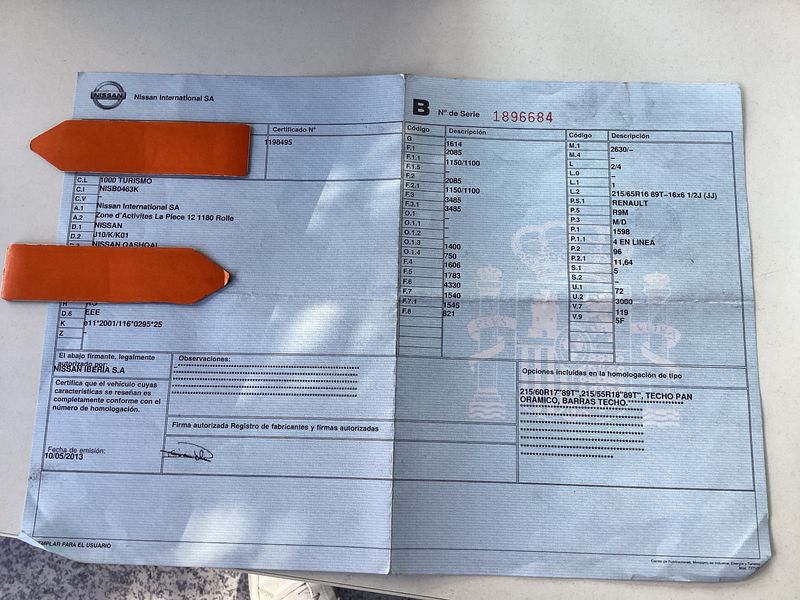 NISSAN
Nissan International SA
B Nº de Serie 1896684
Certificado Nº
1198495
Código Descripción
G 1614
F.1 2085
F.1.1 1150/1100
F.1.5 –
F.2 2085
F.2.1 1150/1100
F.3 3485
F.3.1 3485
O.1 –
O.1.1 –
O.1.2 –
O.1.3 1400
O.1.4 750
F.4 1606
F.5 1783
F.6 4330
F.7 1540
F.7.1 1545
F.8 821
Código Descripción
M.1 2630/–
M.4 –
L 2/4
L.0 –
L.1 1
L.2 215/65R16 89T–16x6 1/2J (JJ)
P.5.1 RENAULT
P.5 R9M
P.3 M/D
P.1 1598
P.1.1 4 EN LINEA
P.2 96
P.2.1 11,64
S.1 5
S.2 –
U.1 72
U.2 3000
V.7 119
V.9 5F
C.L 1000 TURISMO
C.I NISB0463K
C.V –
A.1 Nissan International SA
A.2 Zone d'Activites La Piece 12 1180 Rolle
D.1 NISSAN
D.2 J10/K/K01
NISSAN QASHQAI
R
D.6 EEE
K e11*2001/116*0295*25
Z
El abajo firmante, legalmente
autorizado por:
NISSAN IBERIA S.A
Certifica que el vehículo cuyas
características se reseñan es
completamente conforme con el
número de homologación.
Fecha de emisión:
10/05/2013
Observaciones:
Firma autorizada Registro de fabricantes y firmas autorizadas
Opciones incluidas en la homologación de tipo
215/60R17"89T",215/55R18"89T", TECHO PAN
ORAMICO, BARRAS TECHO.
PARA EL USUARIO